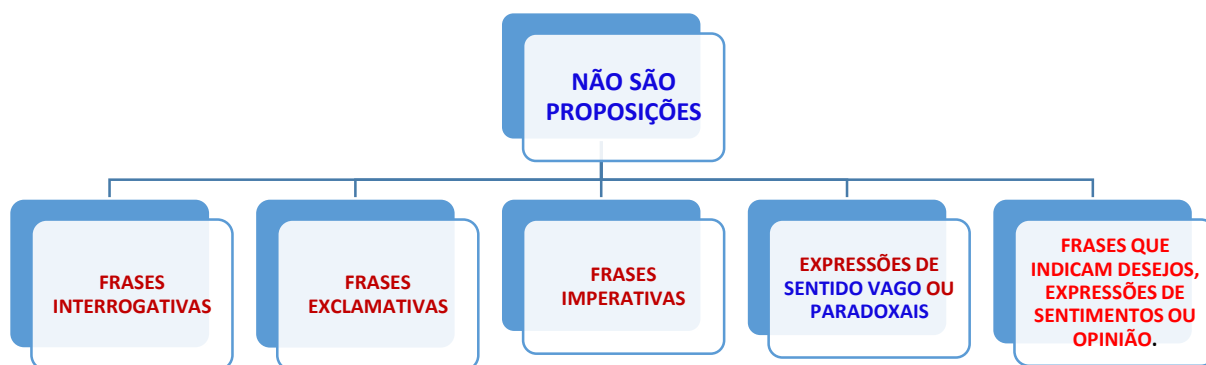 NÃO SÃO
PROPOSIÇÕES
FRASES
INTERROGATIVAS
FRASES
EXCLAMATIVAS
FRASES
IMPERATIVAS
EXPRESSÕES DE
SENTIDO VAGO OU
PARADOXAIS
FRASES QUE
INDICAM DESEJOS,
EXPRESSÕES DE
SENTIMENTOS OU
OPINIÃO.